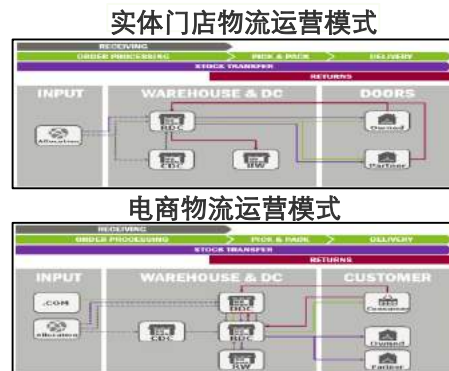 实体门店物流运营模式
RECEIVING
ORDER PROCESSING PICK & PACK DELIVERY
STOCK TRANSFER
RETURNS
INPUT WAREHOUSE & DC DOORS
Allocation RDC Owned
CDC RW Partner
电商物流运营模式
RECEIVING
ORDER PROCESSING PICK & PACK DELIVERY
STOCK TRANSFER
RETURNS
INPUT WAREHOUSE & DC CUSTOMER
.COM DDC Consumer
Allocation CDC RDC Owned
RW Partner